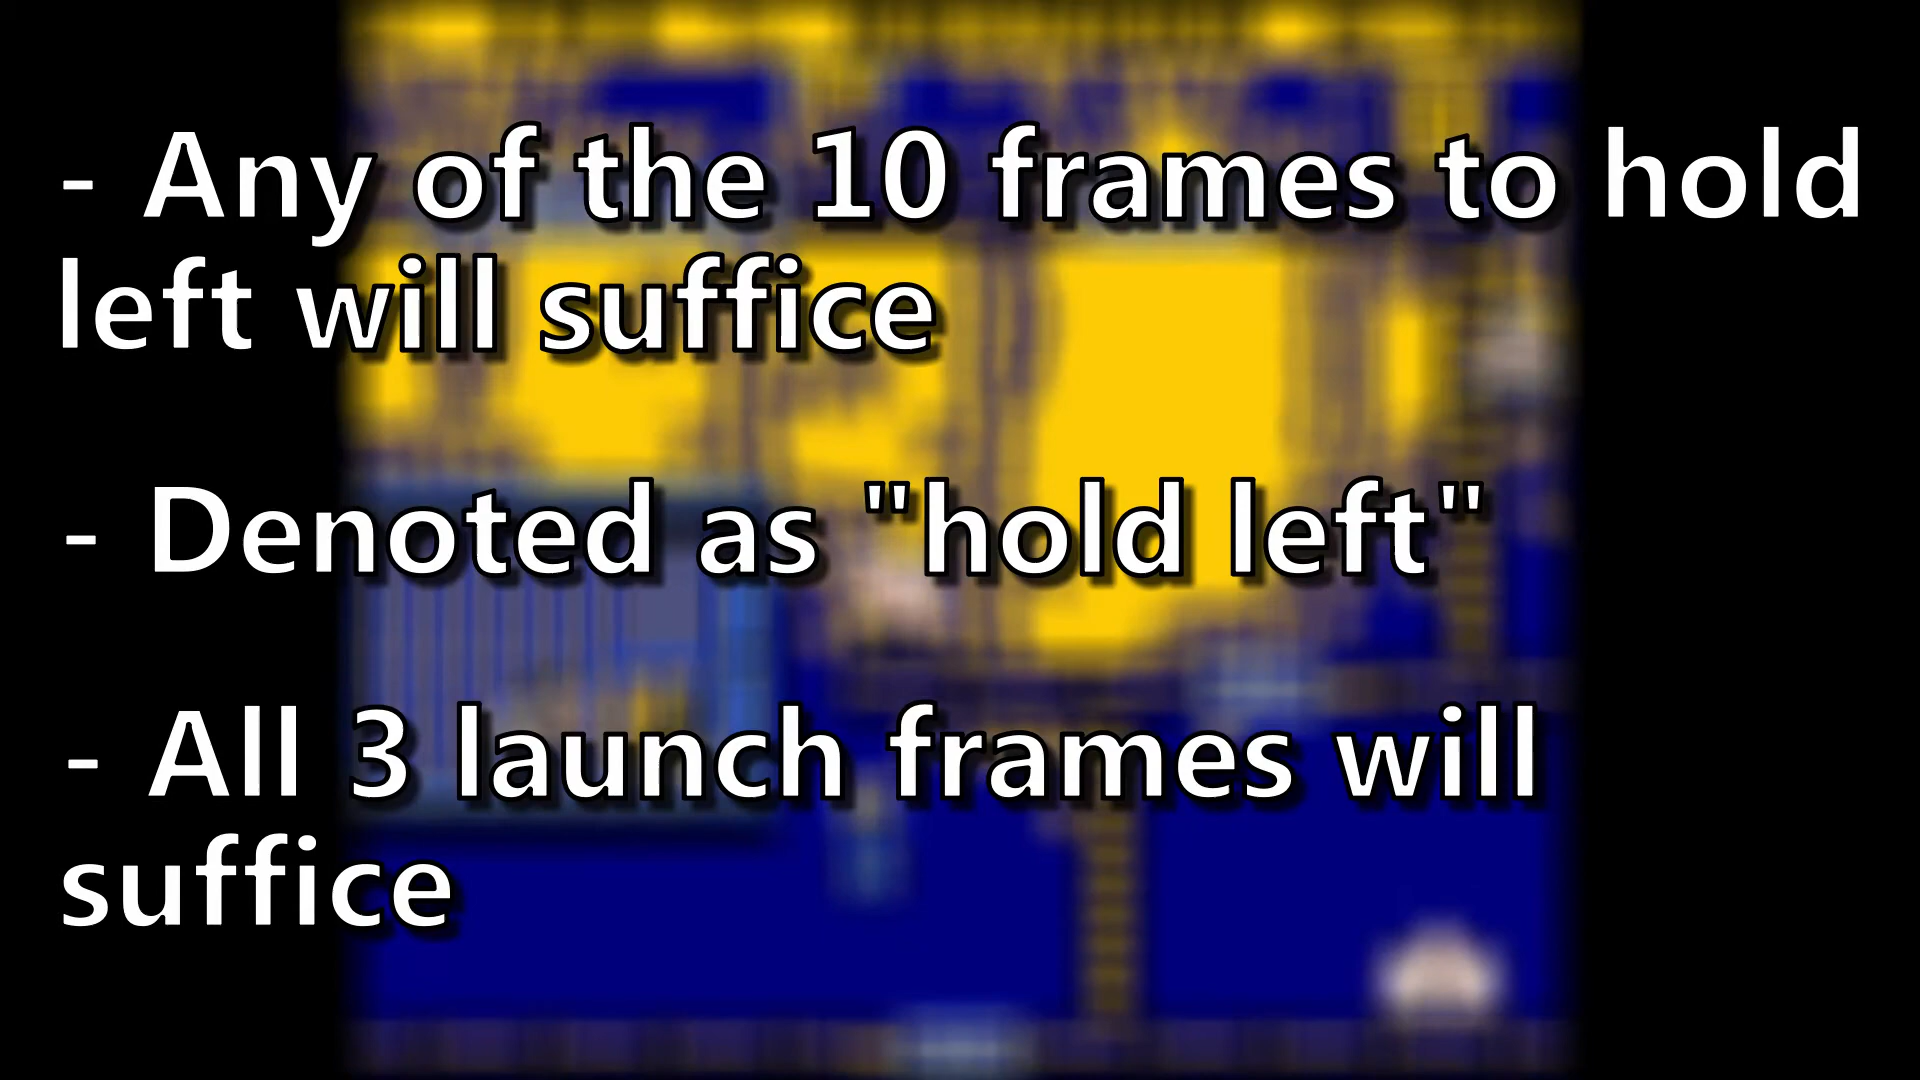 - Any of the 10 frames to hold
left will suffice
- Denoted as "hold left"
- All 3 launch frames will
suffice